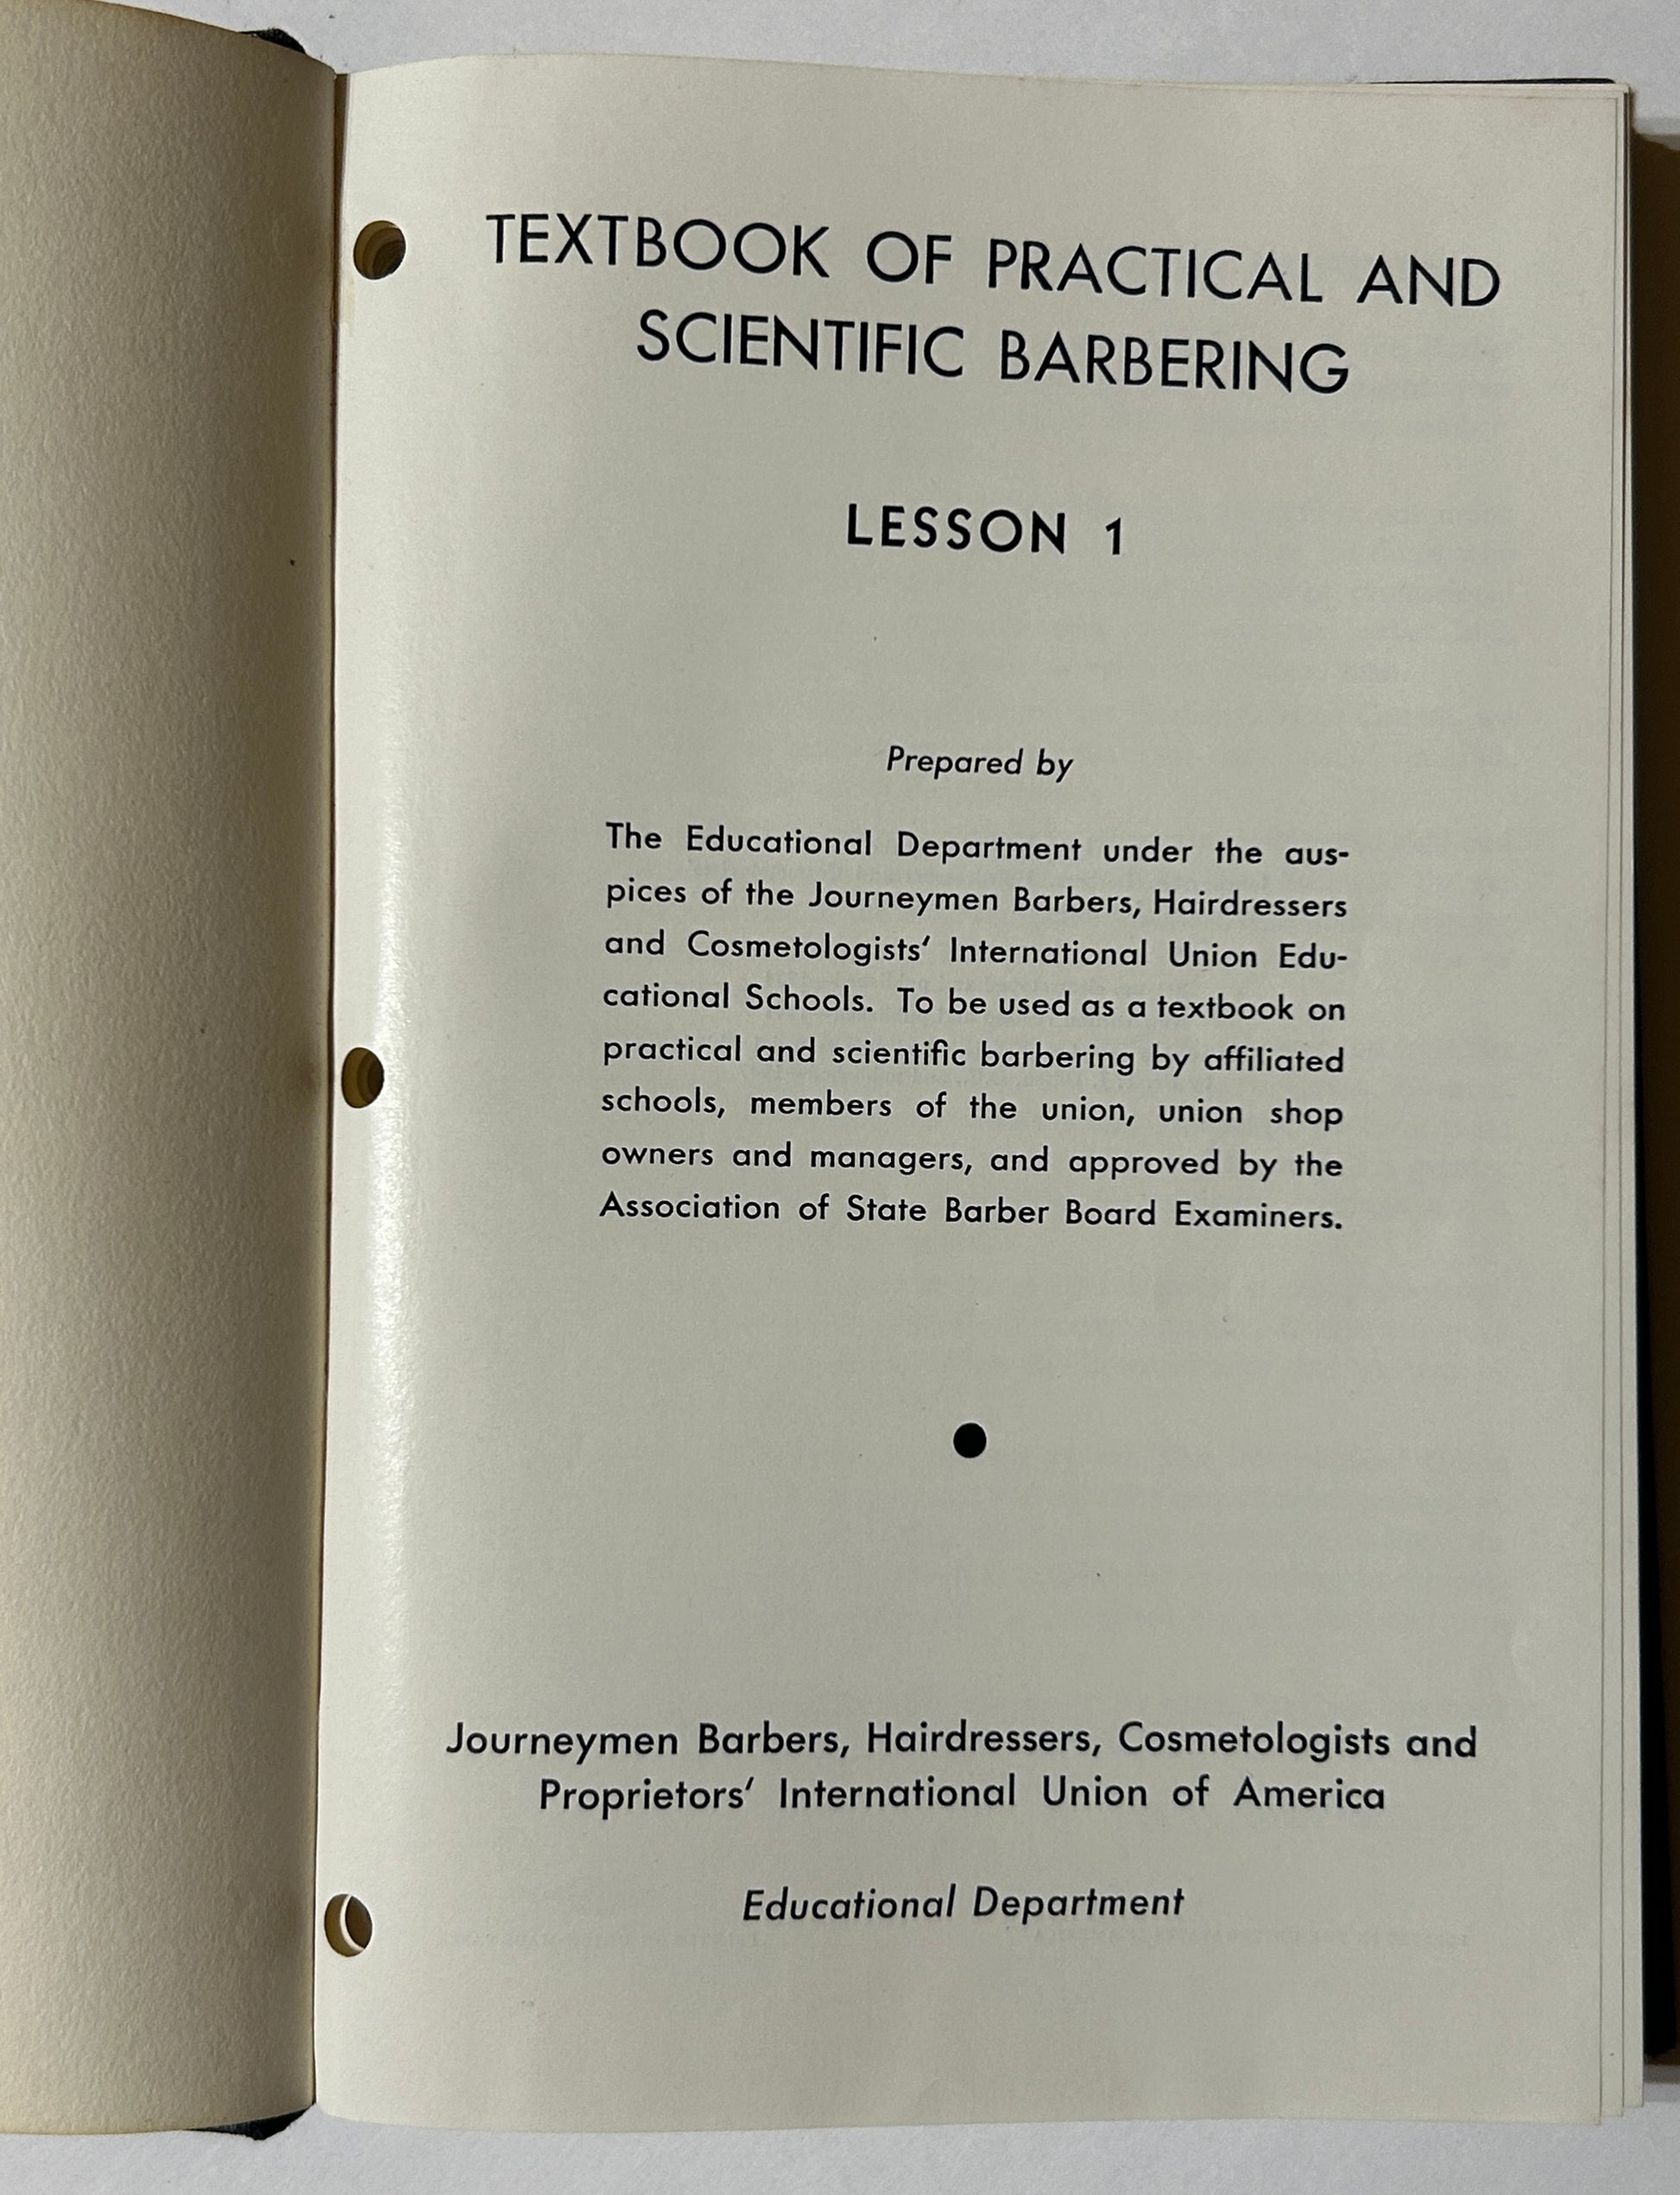 TEXTBOOK OF PRACTICAL AND
SCIENTIFIC BARBERING
LESSON 1
Prepared by
The Educational Department under the aus-
pices of the Journeymen Barbers, Hairdressers
and Cosmetologists' International Union Edu-
cational Schools. To be used as a textbook on
practical and scientific barbering by affiliated
schools, members of the union, union shop
owners and managers, and approved by the
Association of State Barber Board Examiners.
Journeymen Barbers, Hairdressers, Cosmetologists and
Proprietors' International Union of America
Educational Department